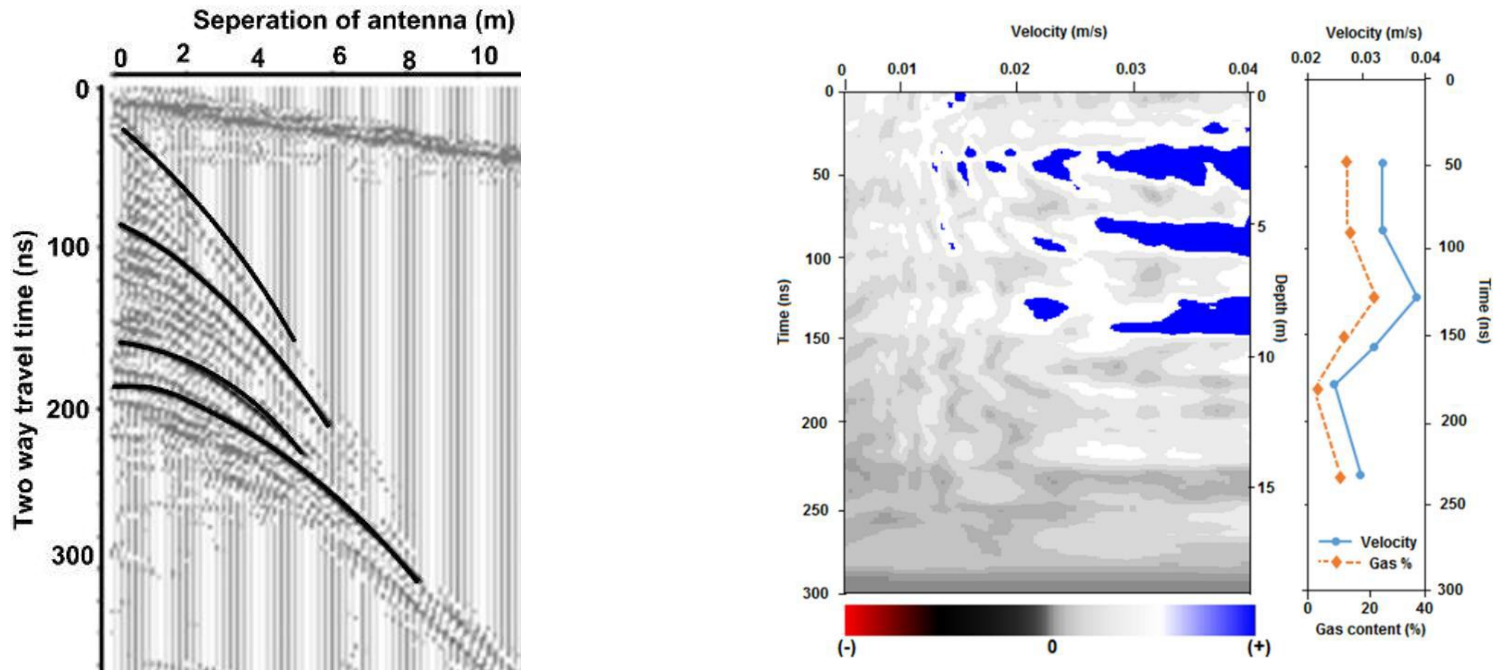 Seperation of antenna (m)
0 2 4 6 8 10
Two way travel time (ns)
0
100
200
300
Velocity (m/s)
0 0.01 0.02 0.03 0.04
Time (ns)
0
50
100
150
200
250
300
Depth (m)
0
5
10
15
(-) 0 (+)
Velocity (m/s)
0.02 0.03 0.04
0
50
100
150
200
250
300
Time (ns)
Velocity
Gas %
0 20 40
Gas content (%)